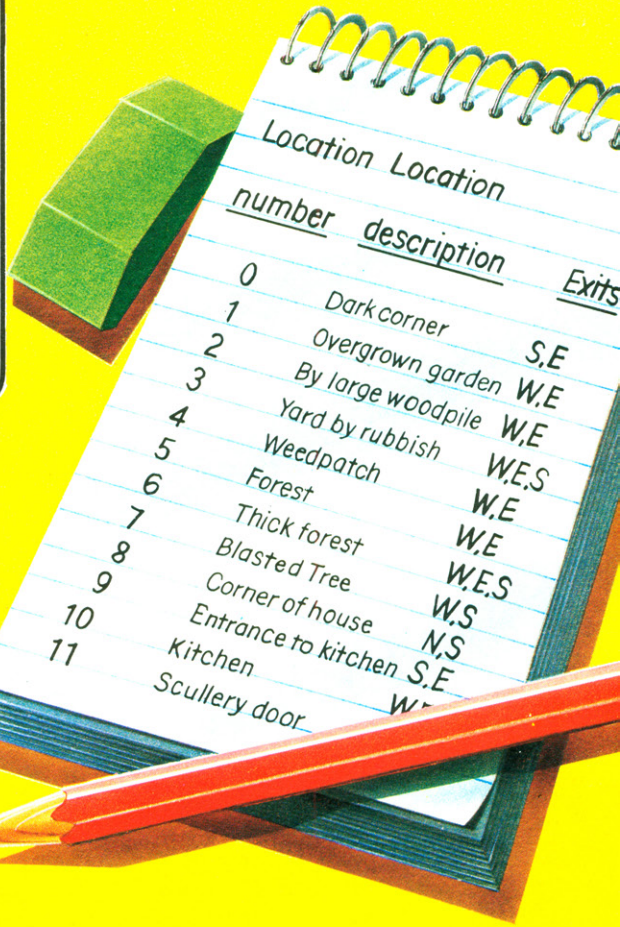 Location Location
number description Exits
0 Dark corner S,E
1 Overgrown garden W,E
2 By large woodpile W,E
3 Yard by rubbish W,E,S
4 Weedpatch W,E
5 Forest W,E
6 Thick forest W,E,S
7 Blasted Tree W,S
8 Corner of house N,S
9 Entrance to kitchen S,E
10 Kitchen
11 Scullery door